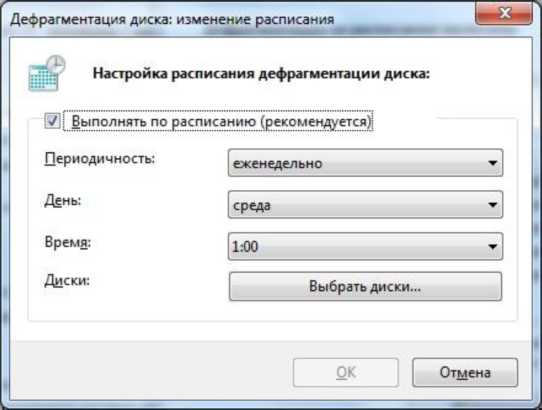 Дефрагментация диска: изменение расписания
Настройка расписания дефрагментации диска:
Выполнять по расписанию (рекомендуется)
Периодичность: еженедельно
День: среда
Время: 1:00
Диски: Выбрать диски...
ОК Отмена